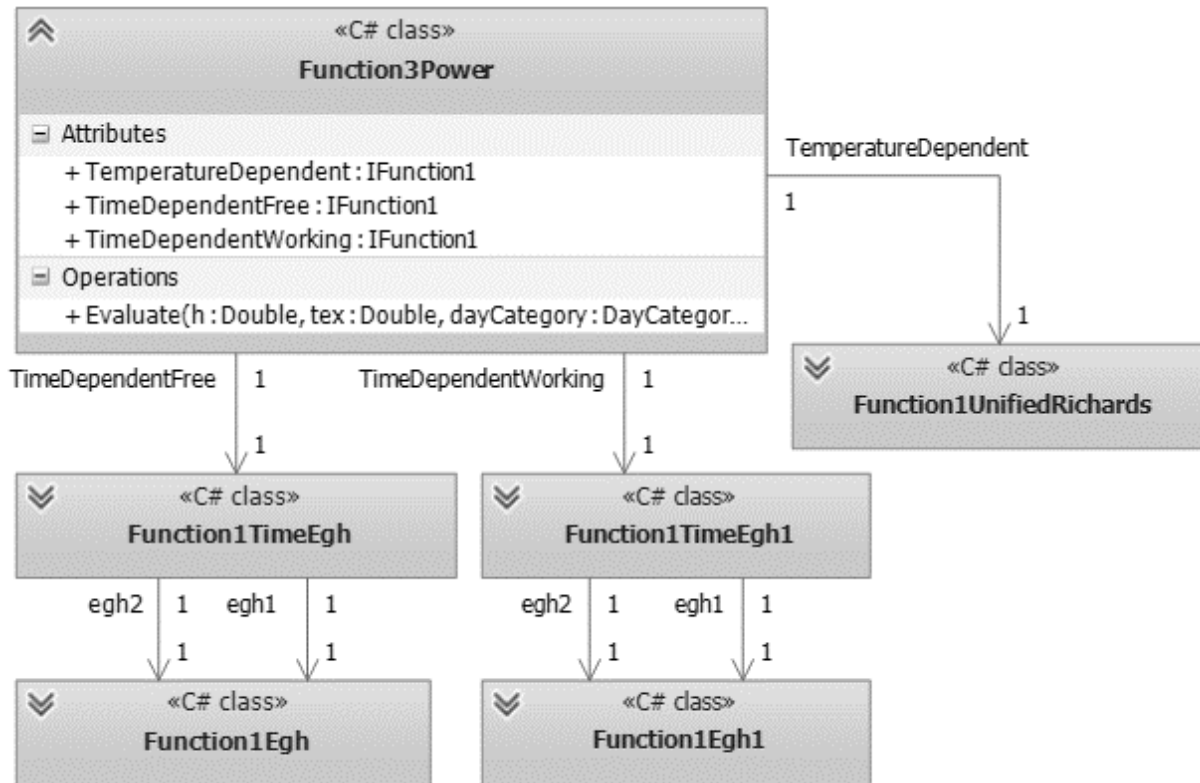 «C# class»
Function3Power
Attributes
+ TemperatureDependent : IFunction1
+ TimeDependentFree : IFunction1
+ TimeDependentWorking : IFunction1
Operations
+ Evaluate(h : Double, tex : Double, dayCategory : DayCategor...
TemperatureDependent
1
1
«C# class»
Function1UnifiedRichards
TimeDependentFree 1
1
TimeDependentWorking 1
1
«C# class»
Function1TimeEgh
«C# class»
Function1TimeEgh1
egh2 1 egh1 1
1 1
egh2 1 egh1 1
1 1
«C# class»
Function1Egh
«C# class»
Function1Egh1